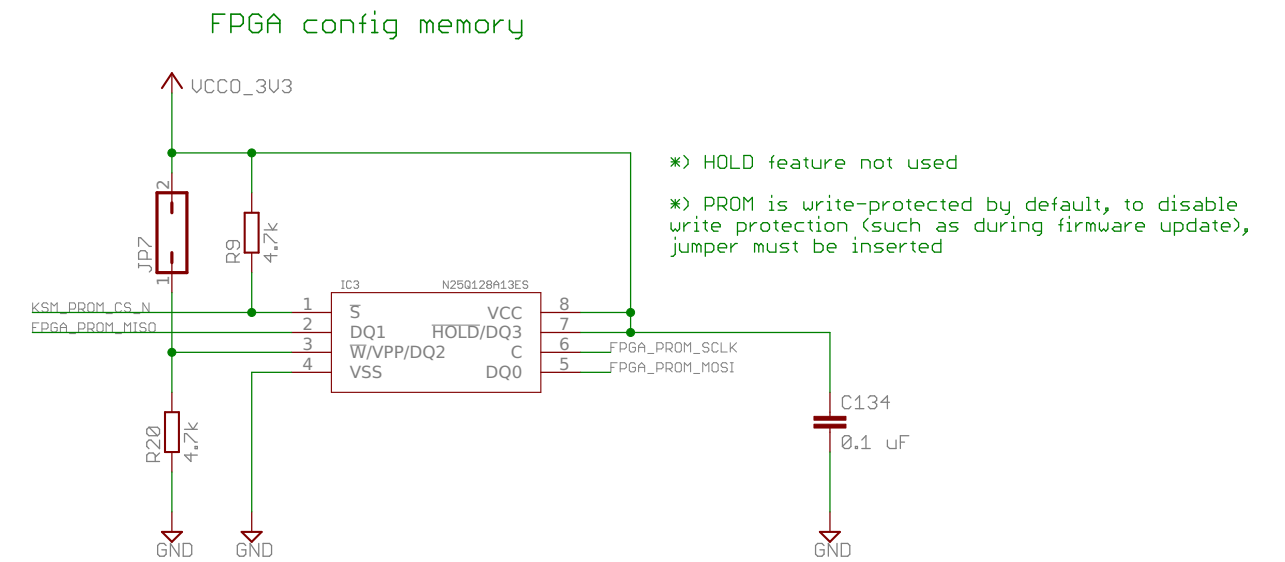 FPGA config memory
VCCO_3V3
*) HOLD feature not used
*) PROM is write-protected by default, to disable
write protection (such as during firmware update),
jumper must be inserted
2
JP7
1
R9
4.7k
IC3
N25Q128A13ES
KSM_PROM_CS_N
FPGA_PROM_MISO
1
2
3
4
S
DQ1
W/VPP/DQ2
VSS
VCC
HOLD/DQ3
C
DQ0
8
7
6
5
FPGA_PROM_SCLK
FPGA_PROM_MOSI
R20
4.7k
C134
0.1 uF
GND
GND
GND